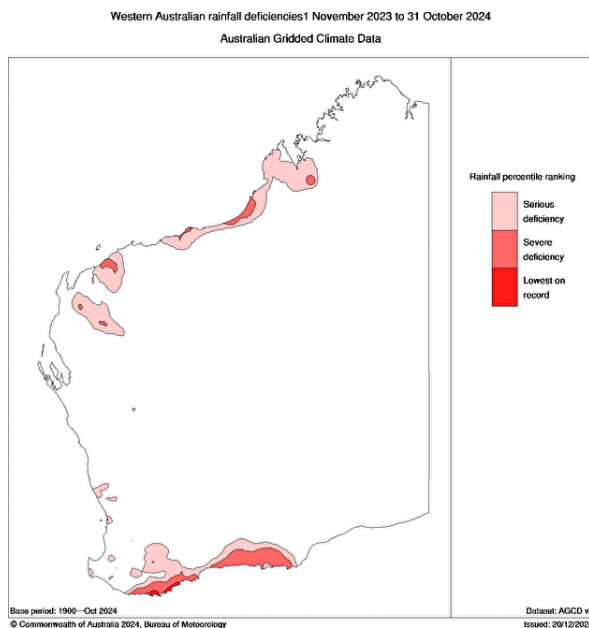 Western Australian rainfall deficiencies1 November 2023 to 31 October 2024
Australian Gridded Climate Data
Rainfall percentile ranking
Serious
deficiency
Severe
deficiency
Lowest on
record
Base period: 1900—Oct 2024
Dataset: AGCD v
© Commonwealth of Australia 2024, Bureau of Meteorology
Issued: 20/12/202